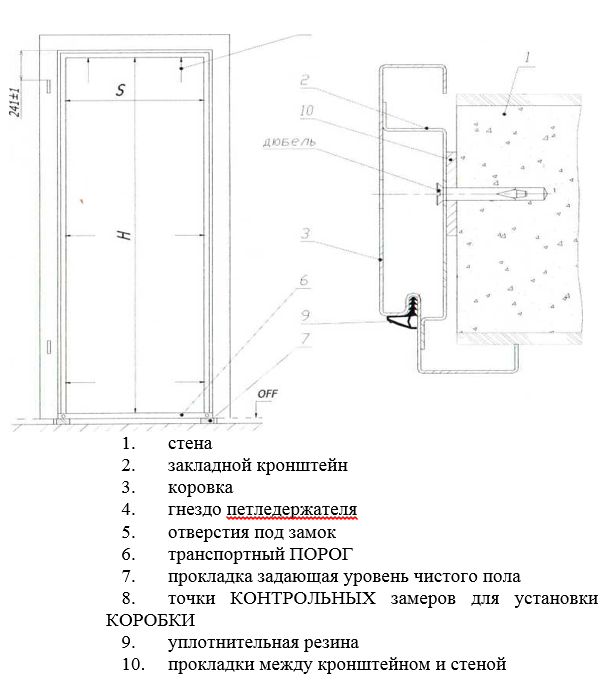 241±1
S
H
6
7
OFF
1
2
10
дюбель
3
9
1. стена
2. закладной кронштейн
3. коровка
4. гнездо петледержателя
5. отверстия под замок
6. транспортный ПОРОГ
7. прокладка задающая уровень чистого пола
8. точки КОНТРОЛЬНЫХ замеров для установки
КОРОБКИ
9. уплотнительная резина
10. прокладки между кронштейном и стеной